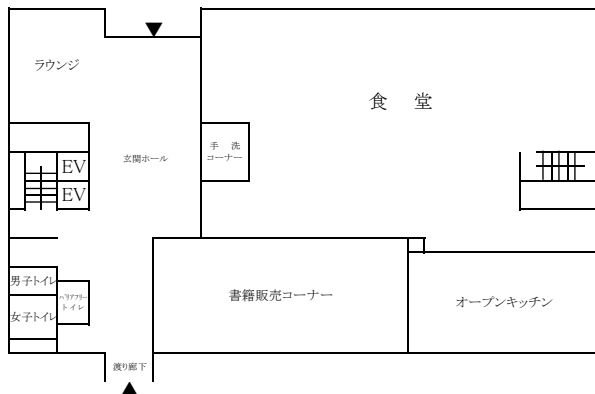 ラウンジ
食 堂
手 洗
コーナー
玄関ホール
EV
EV
男子トイレ
バリアフリー
トイレ
女子トイレ
書籍販売コーナー
オープンキッチン
渡り廊下